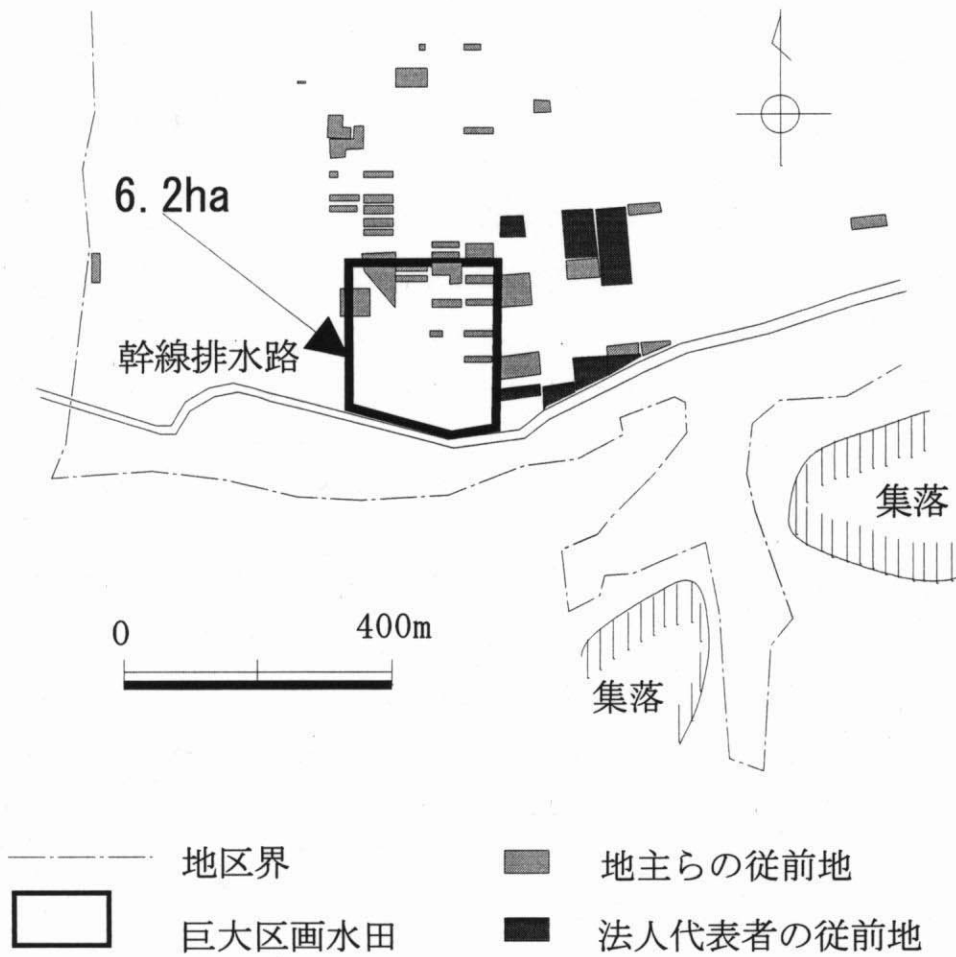 6. 2ha
幹線排水路
集落
0 400m
集落
地区界
地主らの従前地
巨大区画水田
法人代表者の従前地